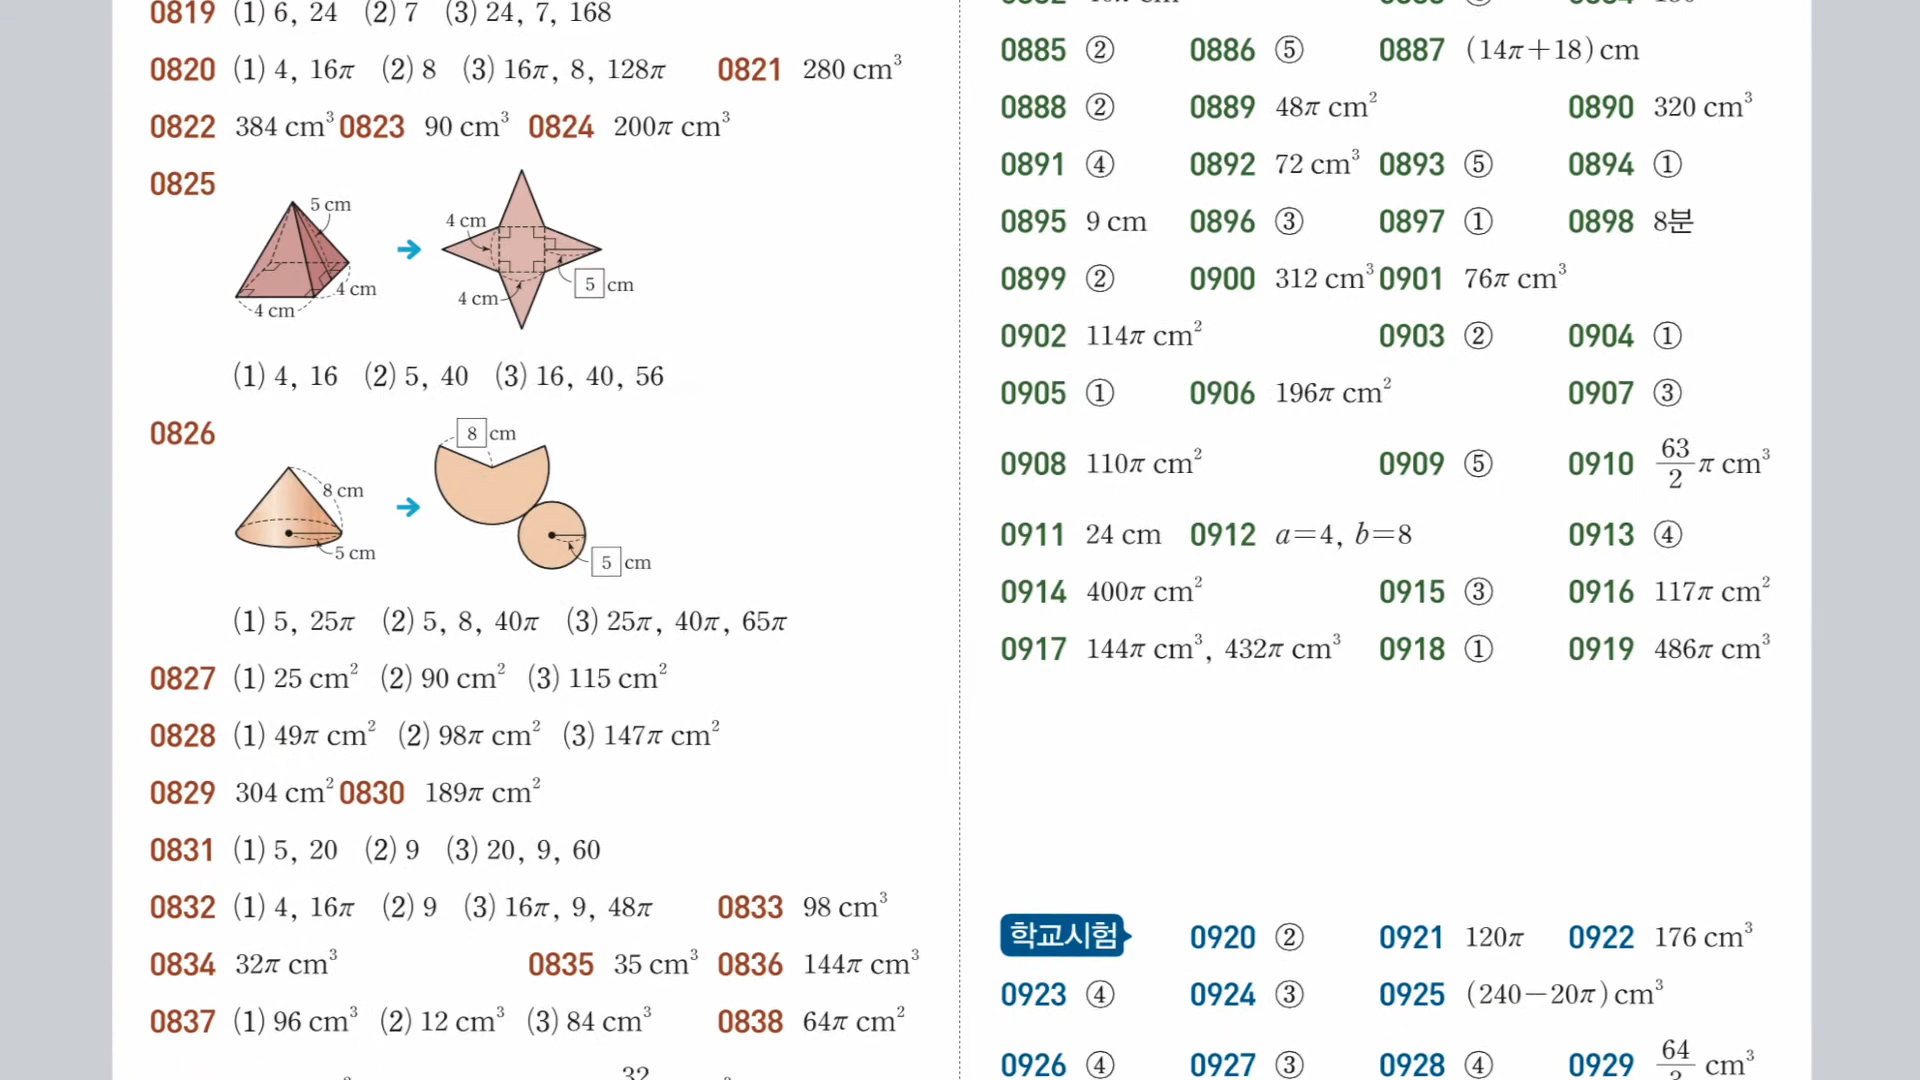 0819 (1) 6, 24 (2) 7 (3) 24, 7, 168
0820 (1) 4, 16π (2) 8 (3) 16π, 8, 128π 0821 280 cm³
0822 384 cm³ 0823 90 cm³ 0824 200π cm³
0825
5 cm
4 cm
4 cm
4 cm
4 cm
5 cm
(1) 4, 16 (2) 5, 40 (3) 16, 40, 56
0826
8 cm
5 cm
8 cm
5 cm
(1) 5, 25π (2) 5, 8, 40π (3) 25π, 40π, 65π
0827 (1) 25 cm² (2) 90 cm² (3) 115 cm²
0828 (1) 49π cm² (2) 98π cm² (3) 147π cm²
0829 304 cm² 0830 189π cm²
0831 (1) 5, 20 (2) 9 (3) 20, 9, 60
0832 (1) 4, 16π (2) 9 (3) 16π, 9, 48π 0833 98 cm³
0834 32π cm³ 0835 35 cm³ 0836 144π cm³
0837 (1) 96 cm³ (2) 12 cm³ (3) 84 cm³ 0838 64π cm²
32
0885 ② 0886 ⑤ 0887 (14π+18) cm
0888 ② 0889 48π cm² 0890 320 cm³
0891 ④ 0892 72 cm³ 0893 ⑤ 0894 ①
0895 9 cm 0896 ③ 0897 ① 0898 8분
0899 ② 0900 312 cm³ 0901 76π cm³
0902 114π cm² 0903 ② 0904 ①
0905 ① 0906 196π cm² 0907 ③
0908 110π cm² 0909 ⑤ 0910 63/2 π cm³
0911 24 cm 0912 a=4, b=8 0913 ④
0914 400π cm² 0915 ③ 0916 117π cm²
0917 144π cm³, 432π cm³ 0918 ① 0919 486π cm³
학교시험 0920 ② 0921 120π 0922 176 cm³
0923 ④ 0924 ③ 0925 (240−20π) cm³
0926 ④ 0927 ③ 0928 ④ 0929 64/3 cm³